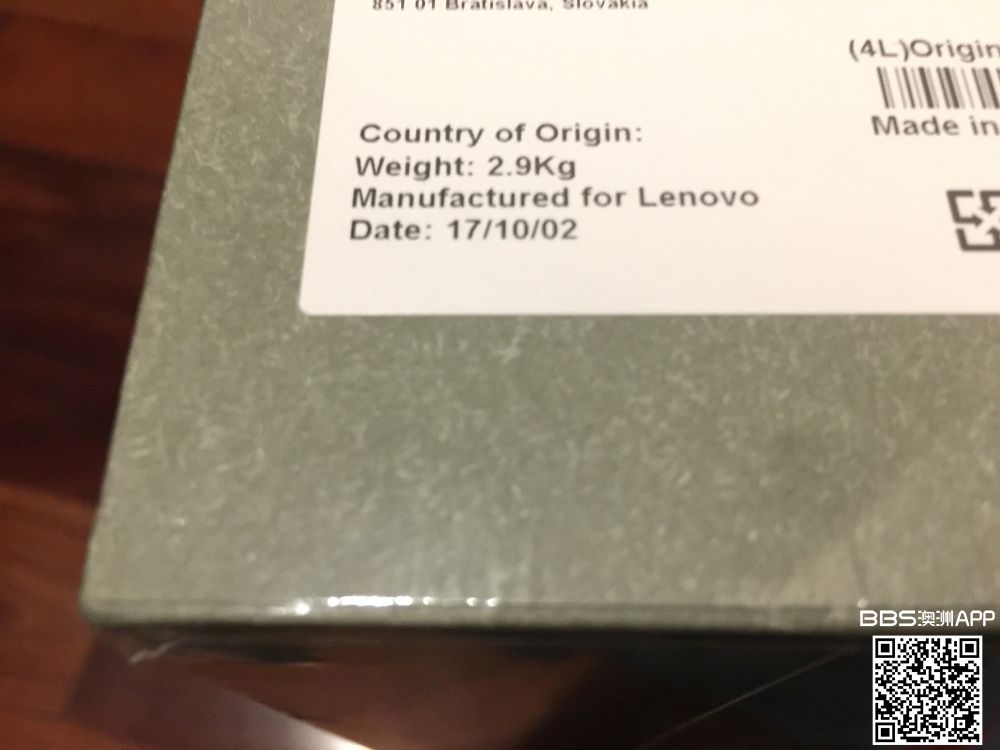 851 01 Bratislava, Slovakia
(4L)Origin
Made in
Country of Origin:
Weight: 2.9Kg
Manufactured for Lenovo
Date: 17/10/02
BBS澳洲APP